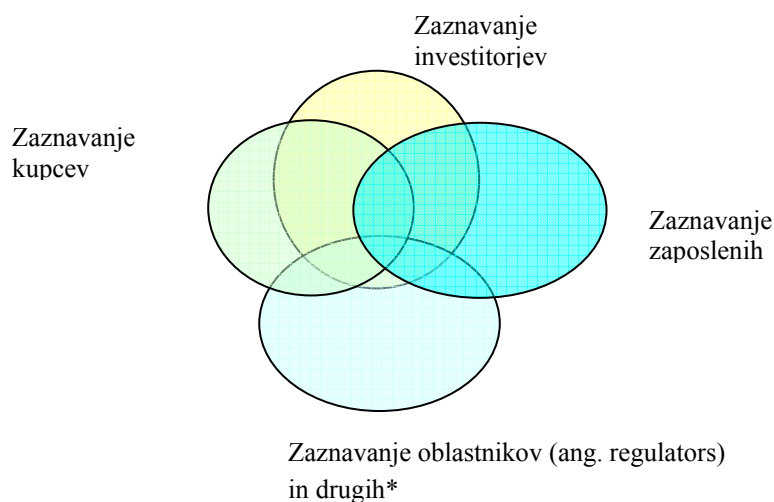 Zaznavanje
investitorjev
Zaznavanje
kupcev
Zaznavanje
zaposlenih
Zaznavanje oblastnikov (ang. regulators)
in drugih*